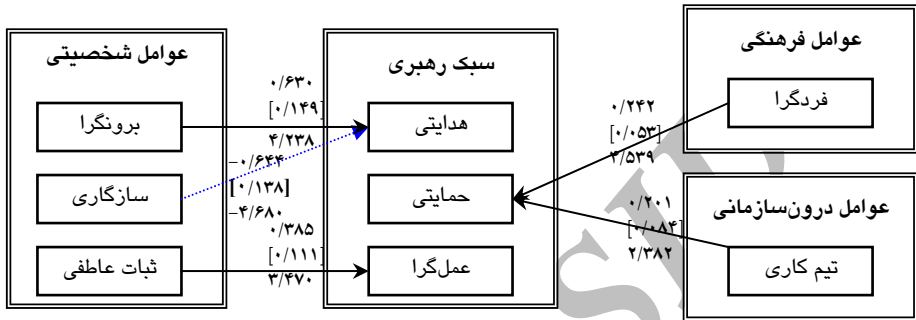 عوامل شخصیتی
برونگرا
سازگاری
ثبات عاطفی
۰/۶۳۰
[۰/۱۴۹]
۴/۲۳۸
−۰/۶۴۴
[۰/۱۳۸]
−۴/۶۸۰
۰/۳۸۵
[۰/۱۱۱]
۳/۴۷۰
سبک رهبری
هدایتی
حمایتی
عمل‌گرا
۰/۲۴۲
[۰/۰۵۳]
۴/۵۳۹
۰/۲۰۱
[۰/۰۸۴]
۲/۳۸۲
عوامل فرهنگی
فردگرا
عوامل درون‌سازمانی
تیم کاری